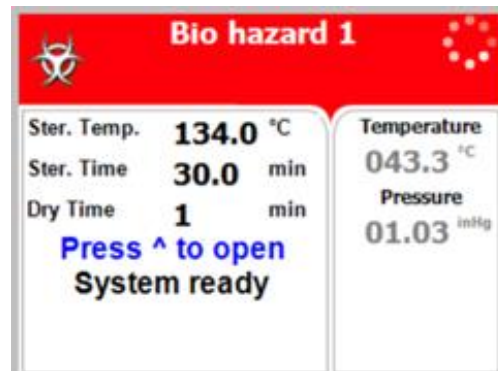 Bio hazard 1
Ster. Temp. 134.0 °C
Ster. Time 30.0 min
Dry Time 1 min
Press ^ to open
System ready
Temperature
043.3 °C
Pressure
01.03 inHg